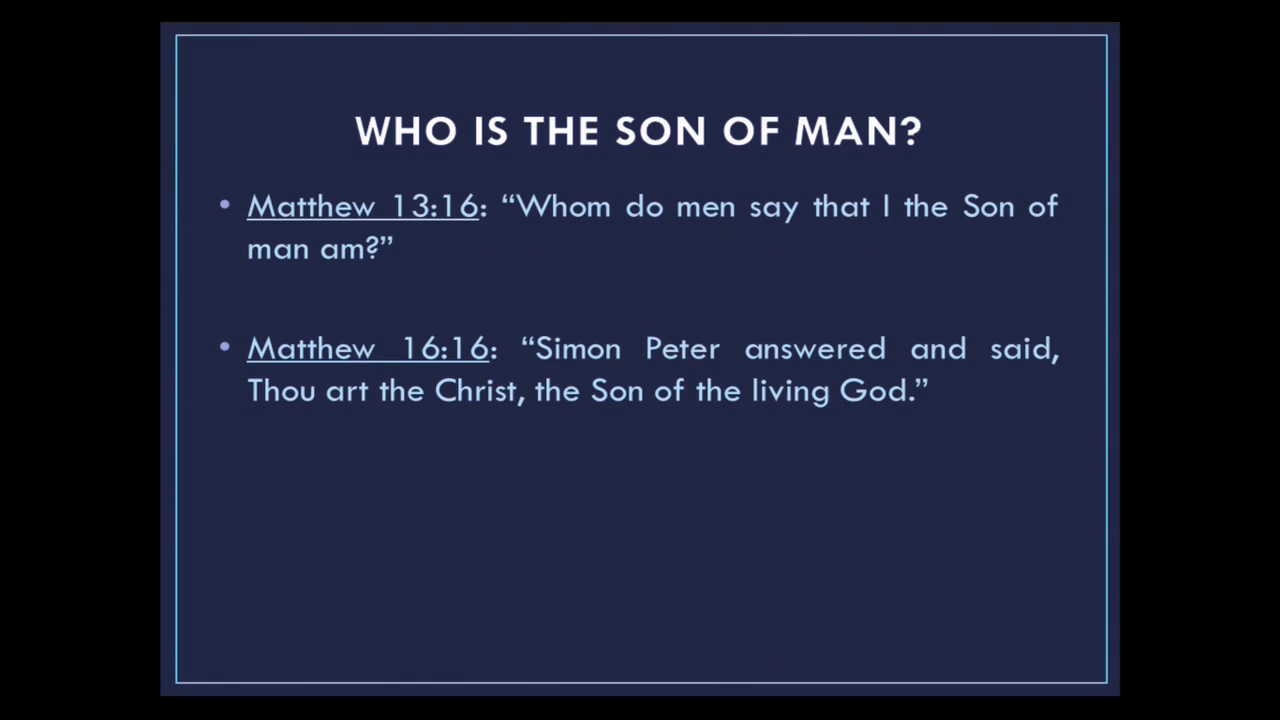 WHO IS THE SON OF MAN?
• Matthew 13:16: “Whom do men say that I the Son of
man am?”
• Matthew 16:16: “Simon Peter answered and said,
Thou art the Christ, the Son of the living God.”